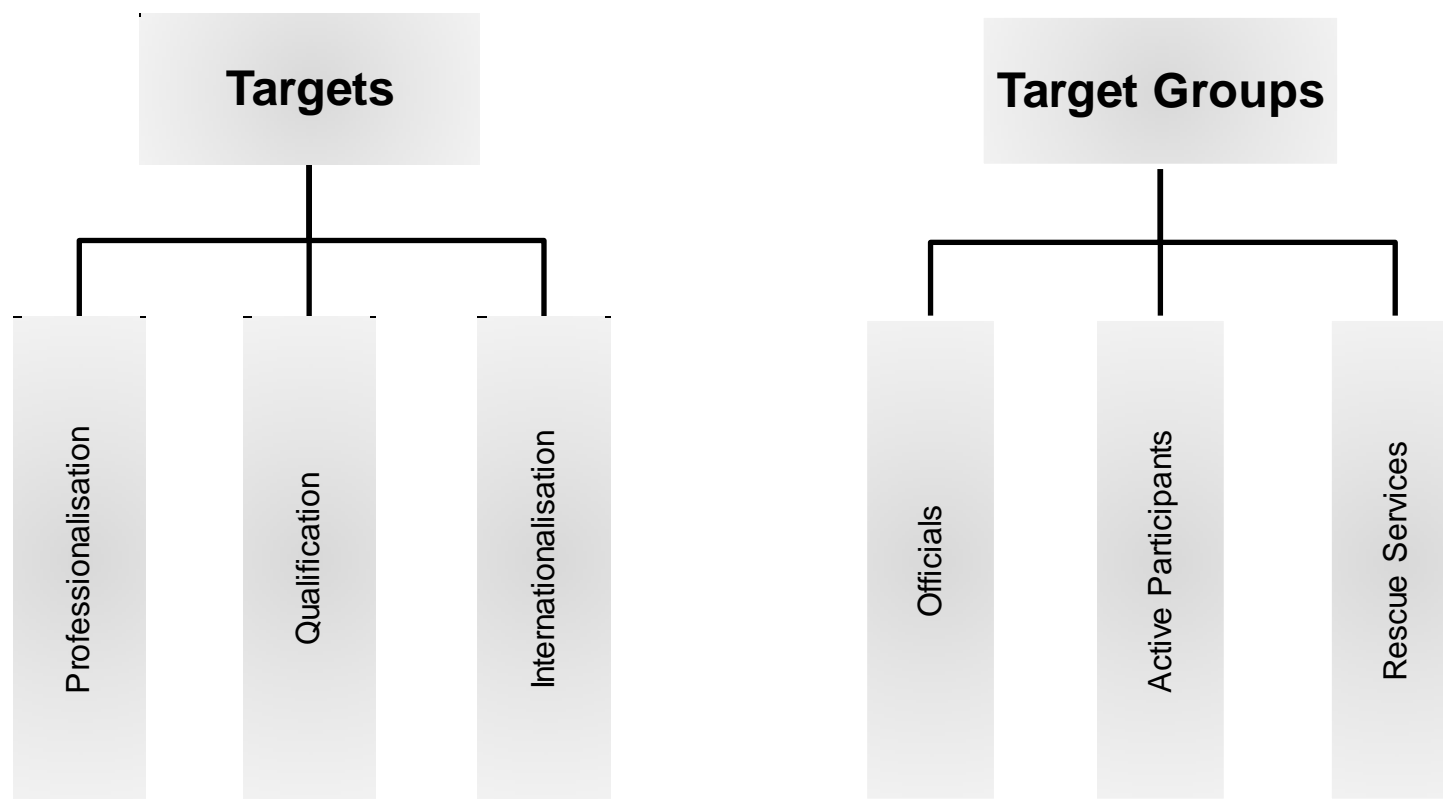 Targets
Target Groups
Professionalisation
Qualification
Internationalisation
Officials
Active Participants
Rescue Services